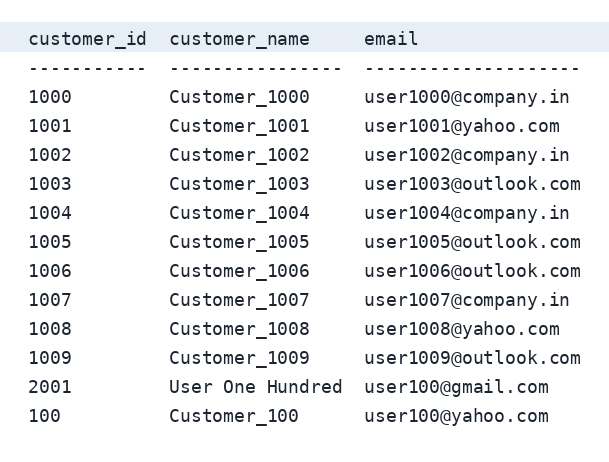 customer_id  customer_name     email
-----------  ----------------  --------------------
1000         Customer_1000     user1000@company.in
1001         Customer_1001     user1001@yahoo.com
1002         Customer_1002     user1002@company.in
1003         Customer_1003     user1003@outlook.com
1004         Customer_1004     user1004@company.in
1005         Customer_1005     user1005@outlook.com
1006         Customer_1006     user1006@outlook.com
1007         Customer_1007     user1007@company.in
1008         Customer_1008     user1008@yahoo.com
1009         Customer_1009     user1009@outlook.com
2001         User One Hundred  user100@gmail.com
100          Customer_100      user100@yahoo.com